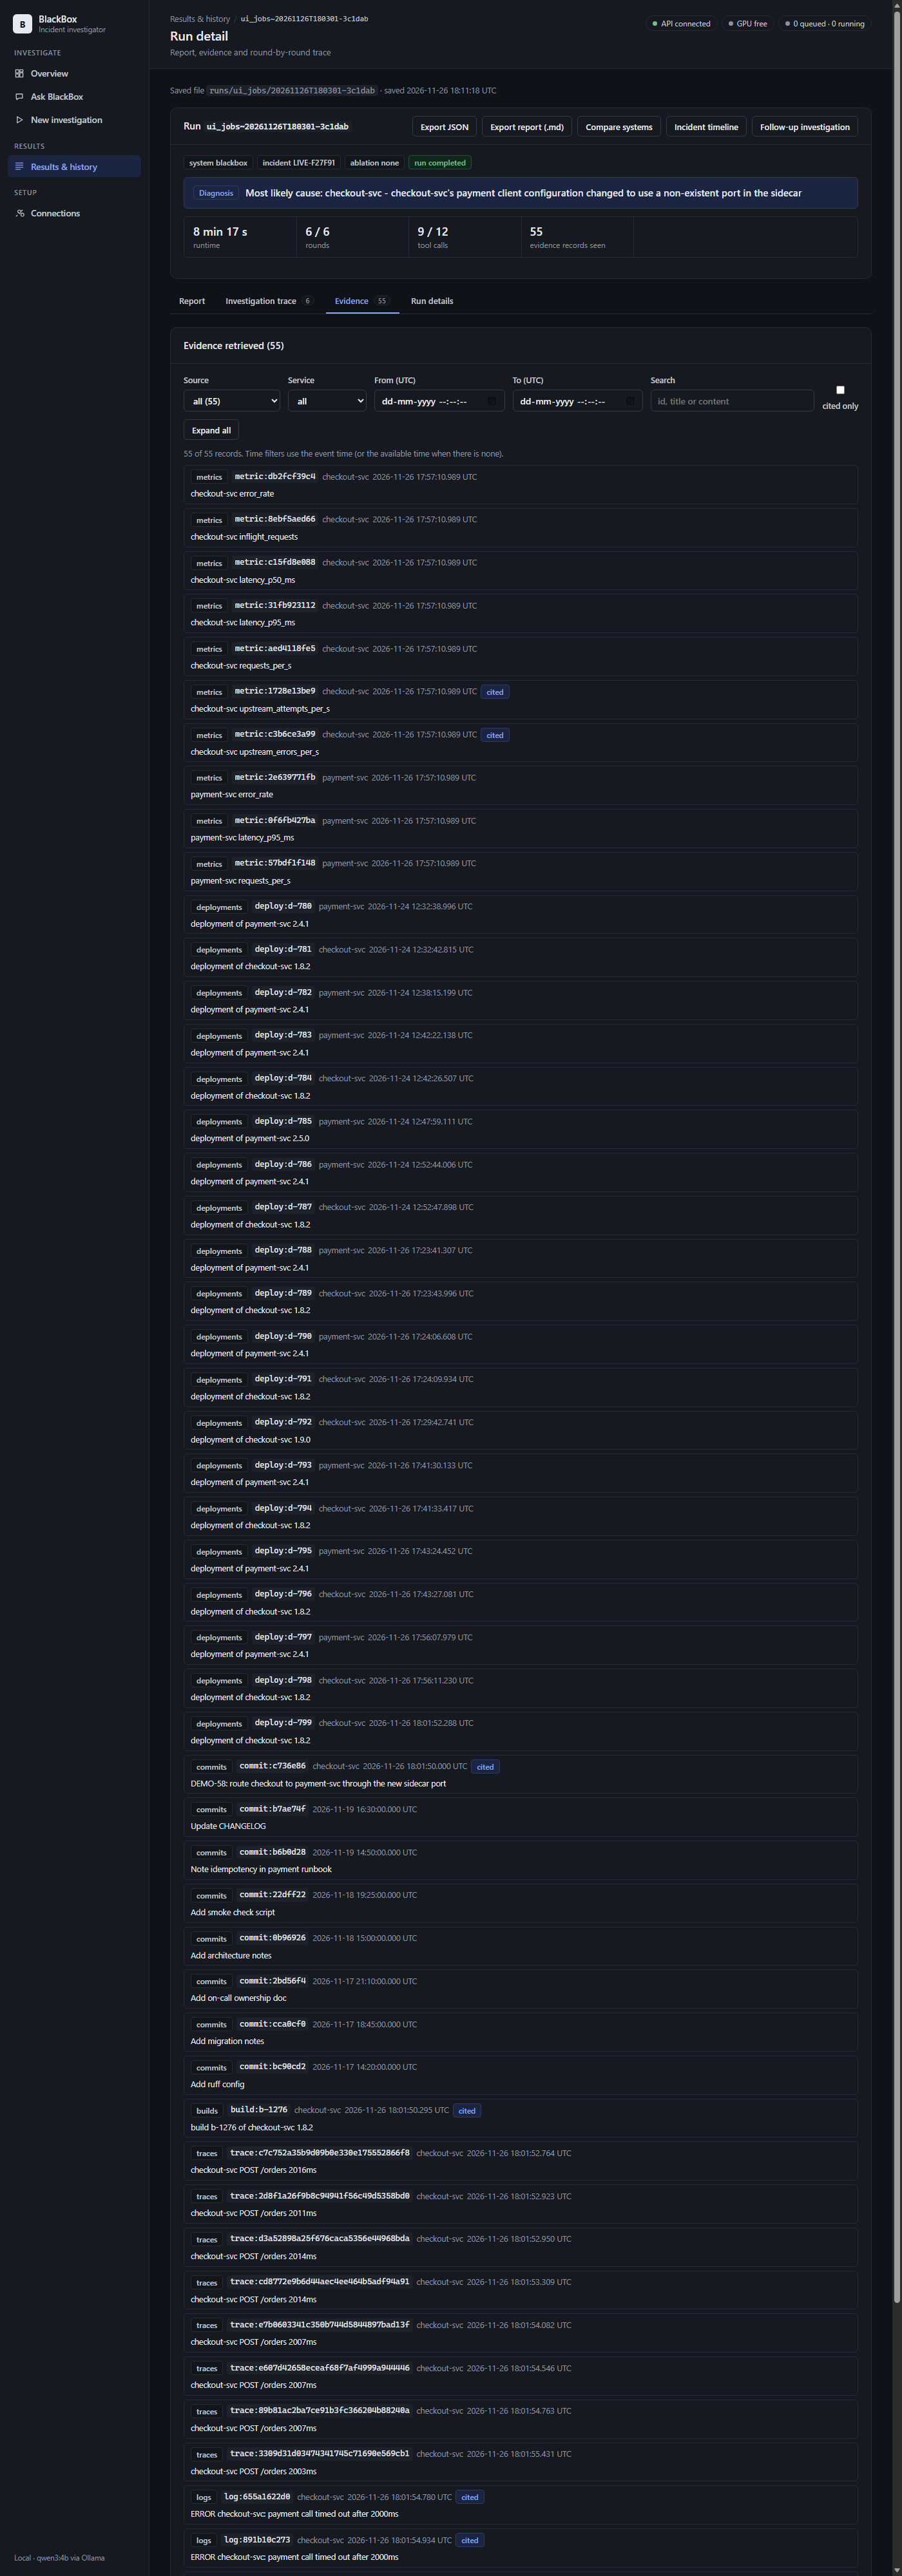 B BlackBox
Incident investigator
INVESTIGATE
Overview
Ask BlackBox
New investigation
RESULTS
Results & history
SETUP
Connections
Local · qwen3:4b via Ollama
Results & history / ui_jobs~20261126T180301-3c1dab
Run detail
Report, evidence and round-by-round trace
API connected GPU free 0 queued · 0 running
Saved file runs/ui_jobs/20261126T180301-3c1dab · saved 2026-11-26 18:11:18 UTC
Run ui_jobs~20261126T180301-3c1dab Export JSON Export report (.md) Compare systems Incident timeline Follow-up investigation
system blackbox incident LIVE-F27F91 ablation none run completed
Diagnosis Most likely cause: checkout-svc - checkout-svc's payment client configuration changed to use a non-existent port in the sidecar
8 min 17 s 6 / 6 9 / 12 55
runtime rounds tool calls evidence records seen
Report Investigation trace 6 Evidence 55 Run details
Evidence retrieved (55)
Source Service From (UTC) To (UTC) Search
all (55) all dd-mm-yyyy --:--:-- dd-mm-yyyy --:--:-- id, title or content cited only
Expand all
55 of 55 records. Time filters use the event time (or the available time when there is none).
metrics metric:db2fcf39c4 checkout-svc 2026-11-26 17:57:10.989 UTC
checkout-svc error_rate
metrics metric:8ebf5aed66 checkout-svc 2026-11-26 17:57:10.989 UTC
checkout-svc inflight_requests
metrics metric:c15fd8e088 checkout-svc 2026-11-26 17:57:10.989 UTC
checkout-svc latency_p50_ms
metrics metric:31fb923112 checkout-svc 2026-11-26 17:57:10.989 UTC
checkout-svc latency_p95_ms
metrics metric:aed4118fe5 checkout-svc 2026-11-26 17:57:10.989 UTC
checkout-svc requests_per_s
metrics metric:1728e13be9 checkout-svc 2026-11-26 17:57:10.989 UTC cited
checkout-svc upstream_attempts_per_s
metrics metric:c3b6ce3a99 checkout-svc 2026-11-26 17:57:10.989 UTC cited
checkout-svc upstream_errors_per_s
metrics metric:2e639771fb payment-svc 2026-11-26 17:57:10.989 UTC
payment-svc error_rate
metrics metric:0f6fb427ba payment-svc 2026-11-26 17:57:10.989 UTC
payment-svc latency_p95_ms
metrics metric:57bdf1f148 payment-svc 2026-11-26 17:57:10.989 UTC
payment-svc requests_per_s
deployments deploy:d-780 payment-svc 2026-11-24 12:32:38.996 UTC
deployment of payment-svc 2.4.1
deployments deploy:d-781 checkout-svc 2026-11-24 12:32:42.815 UTC
deployment of checkout-svc 1.8.2
deployments deploy:d-782 payment-svc 2026-11-24 12:38:15.199 UTC
deployment of payment-svc 2.4.1
deployments deploy:d-783 payment-svc 2026-11-24 12:42:22.138 UTC
deployment of payment-svc 2.4.1
deployments deploy:d-784 checkout-svc 2026-11-24 12:42:26.507 UTC
deployment of checkout-svc 1.8.2
deployments deploy:d-785 payment-svc 2026-11-24 12:47:59.111 UTC
deployment of payment-svc 2.5.0
deployments deploy:d-786 payment-svc 2026-11-24 12:52:44.006 UTC
deployment of payment-svc 2.4.1
deployments deploy:d-787 checkout-svc 2026-11-24 12:52:47.898 UTC
deployment of checkout-svc 1.8.2
deployments deploy:d-788 payment-svc 2026-11-26 17:23:41.307 UTC
deployment of payment-svc 2.4.1
deployments deploy:d-789 checkout-svc 2026-11-26 17:23:43.996 UTC
deployment of checkout-svc 1.8.2
deployments deploy:d-790 payment-svc 2026-11-26 17:24:06.608 UTC
deployment of payment-svc 2.4.1
deployments deploy:d-791 checkout-svc 2026-11-26 17:24:09.934 UTC
deployment of checkout-svc 1.8.2
deployments deploy:d-792 checkout-svc 2026-11-26 17:29:42.741 UTC
deployment of checkout-svc 1.9.0
deployments deploy:d-793 payment-svc 2026-11-26 17:41:30.133 UTC
deployment of payment-svc 2.4.1
deployments deploy:d-794 checkout-svc 2026-11-26 17:41:33.417 UTC
deployment of checkout-svc 1.8.2
deployments deploy:d-795 payment-svc 2026-11-26 17:43:24.452 UTC
deployment of payment-svc 2.4.1
deployments deploy:d-796 checkout-svc 2026-11-26 17:43:27.081 UTC
deployment of checkout-svc 1.8.2
deployments deploy:d-797 payment-svc 2026-11-26 17:56:07.979 UTC
deployment of payment-svc 2.4.1
deployments deploy:d-798 checkout-svc 2026-11-26 17:56:11.230 UTC
deployment of checkout-svc 1.8.2
deployments deploy:d-799 checkout-svc 2026-11-26 18:01:52.288 UTC
deployment of checkout-svc 1.8.2
commits commit:c736e86 checkout-svc 2026-11-26 18:01:50.000 UTC cited
DEMO-58: route checkout to payment-svc through the new sidecar port
commits commit:b7ae74f 2026-11-19 16:30:00.000 UTC
Update CHANGELOG
commits commit:b6b0d28 2026-11-19 14:50:00.000 UTC
Note idempotency in payment runbook
commits commit:22dff22 2026-11-18 19:25:00.000 UTC
Add smoke check script
commits commit:0b96926 2026-11-18 15:00:00.000 UTC
Add architecture notes
commits commit:2bd56f4 2026-11-17 21:10:00.000 UTC
Add on-call ownership doc
commits commit:cca0cf0 2026-11-17 18:45:00.000 UTC
Add migration notes
commits commit:bc90cd2 2026-11-17 14:20:00.000 UTC
Add ruff config
builds build:b-1276 checkout-svc 2026-11-26 18:01:50.295 UTC cited
build b-1276 of checkout-svc 1.8.2
traces trace:c7c752a35b9d09b0e330e175552866f8 checkout-svc 2026-11-26 18:01:52.764 UTC
checkout-svc POST /orders 2016ms
traces trace:2d8f1a26f9b8c94941f56c49d5358bd0 checkout-svc 2026-11-26 18:01:52.923 UTC
checkout-svc POST /orders 2011ms
traces trace:d3a52898a25f676caca5356e44968bda checkout-svc 2026-11-26 18:01:52.950 UTC
checkout-svc POST /orders 2014ms
traces trace:cd8772e9b6d44aec4ee464b5adf94a91 checkout-svc 2026-11-26 18:01:53.309 UTC
checkout-svc POST /orders 2014ms
traces trace:e7b0603341c350b744d5844897bad13f checkout-svc 2026-11-26 18:01:54.082 UTC
checkout-svc POST /orders 2007ms
traces trace:e607d42658eceaf68f7af4999a944446 checkout-svc 2026-11-26 18:01:54.546 UTC
checkout-svc POST /orders 2007ms
traces trace:89b81ac2ba7ce91b3fc366204b88240a checkout-svc 2026-11-26 18:01:54.763 UTC
checkout-svc POST /orders 2007ms
traces trace:3309d31d03474341745c71690e569cb1 checkout-svc 2026-11-26 18:01:55.431 UTC
checkout-svc POST /orders 2003ms
logs log:655a1622d0 checkout-svc 2026-11-26 18:01:54.780 UTC cited
ERROR checkout-svc: payment call timed out after 2000ms
logs log:891b10c273 checkout-svc 2026-11-26 18:01:54.934 UTC cited
ERROR checkout-svc: payment call timed out after 2000ms